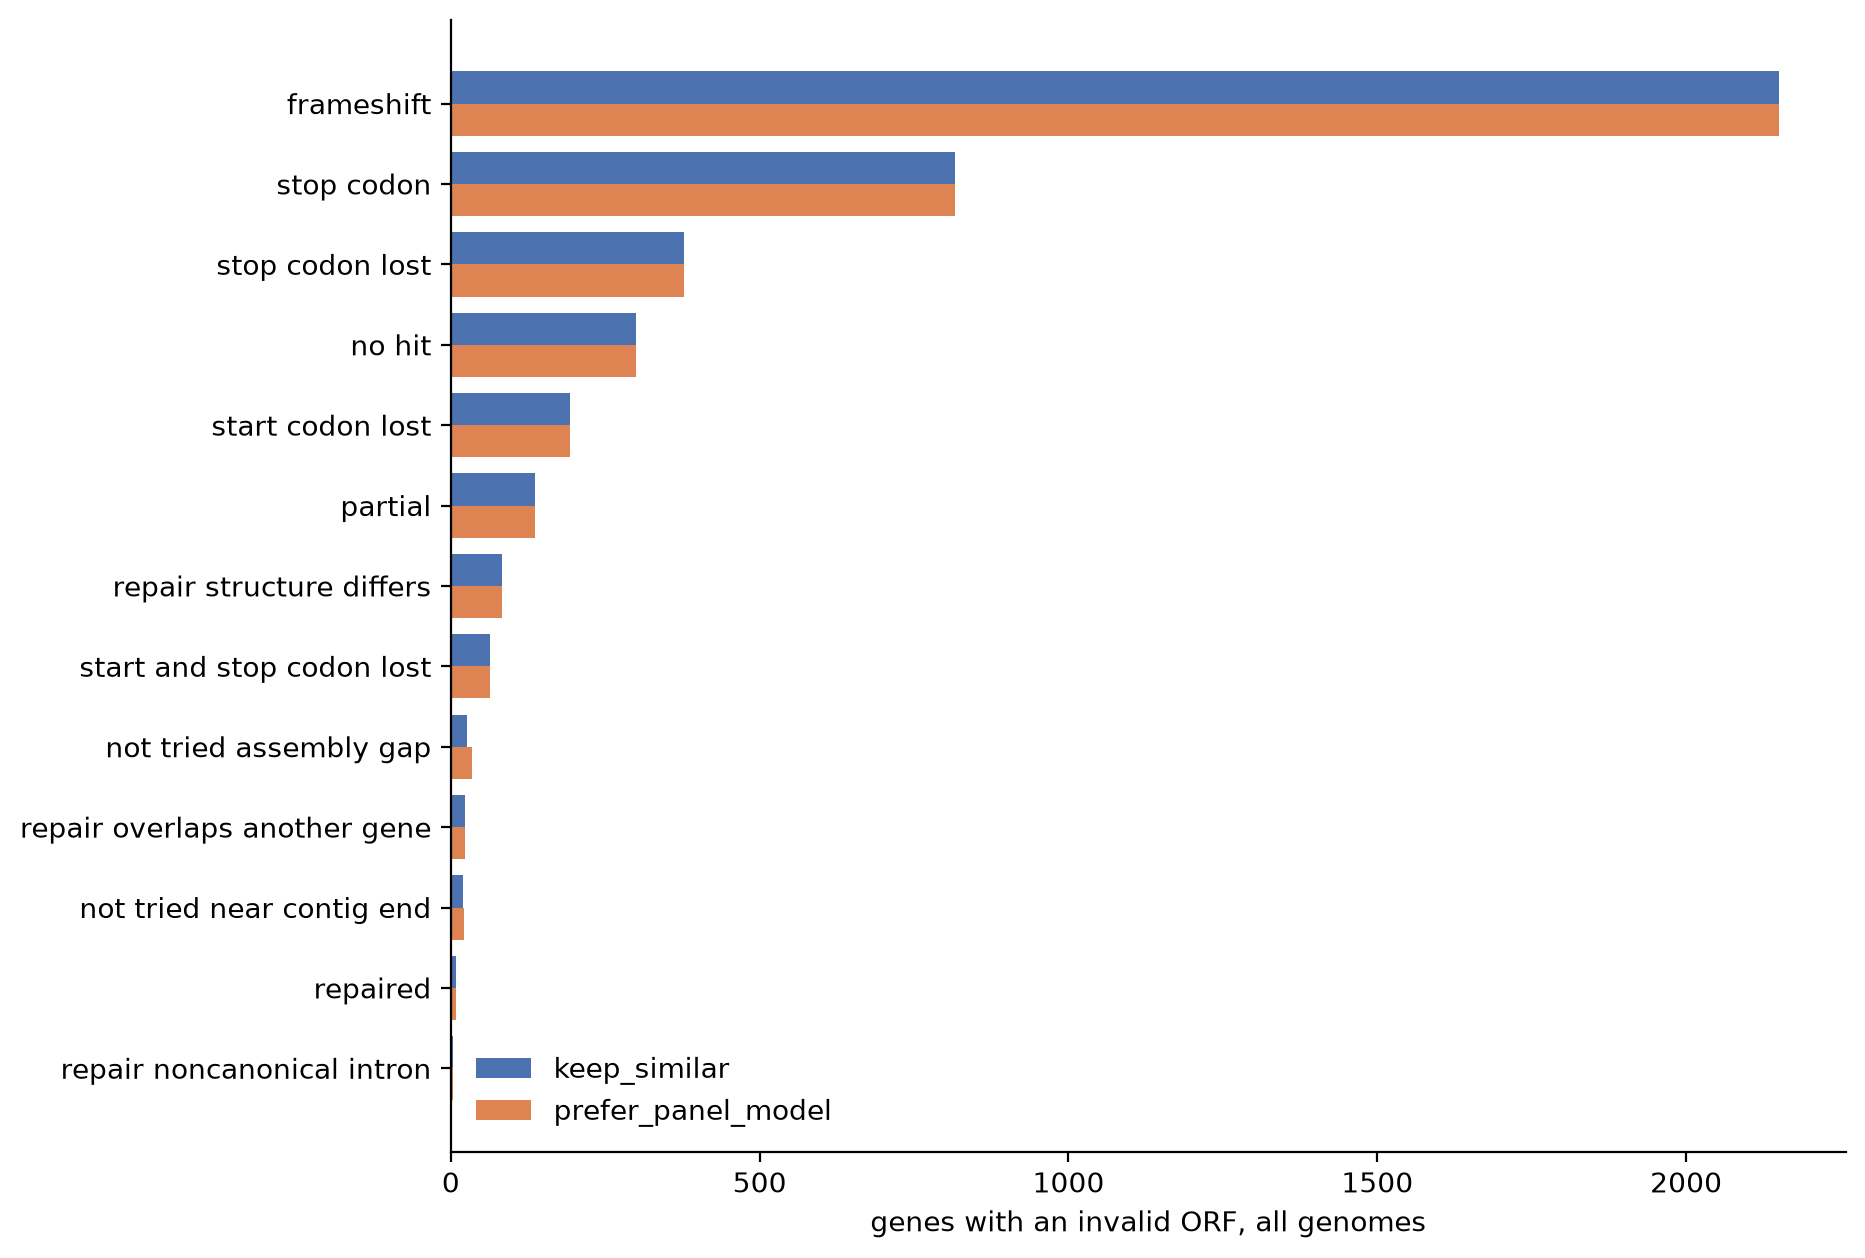 frameshift
stop codon
stop codon lost
no hit
start codon lost
partial
repair structure differs
start and stop codon lost
not tried assembly gap
repair overlaps another gene
not tried near contig end
repaired
repair noncanonical intron
keep_similar
prefer_panel_model
0 500 1000 1500 2000
genes with an invalid ORF, all genomes